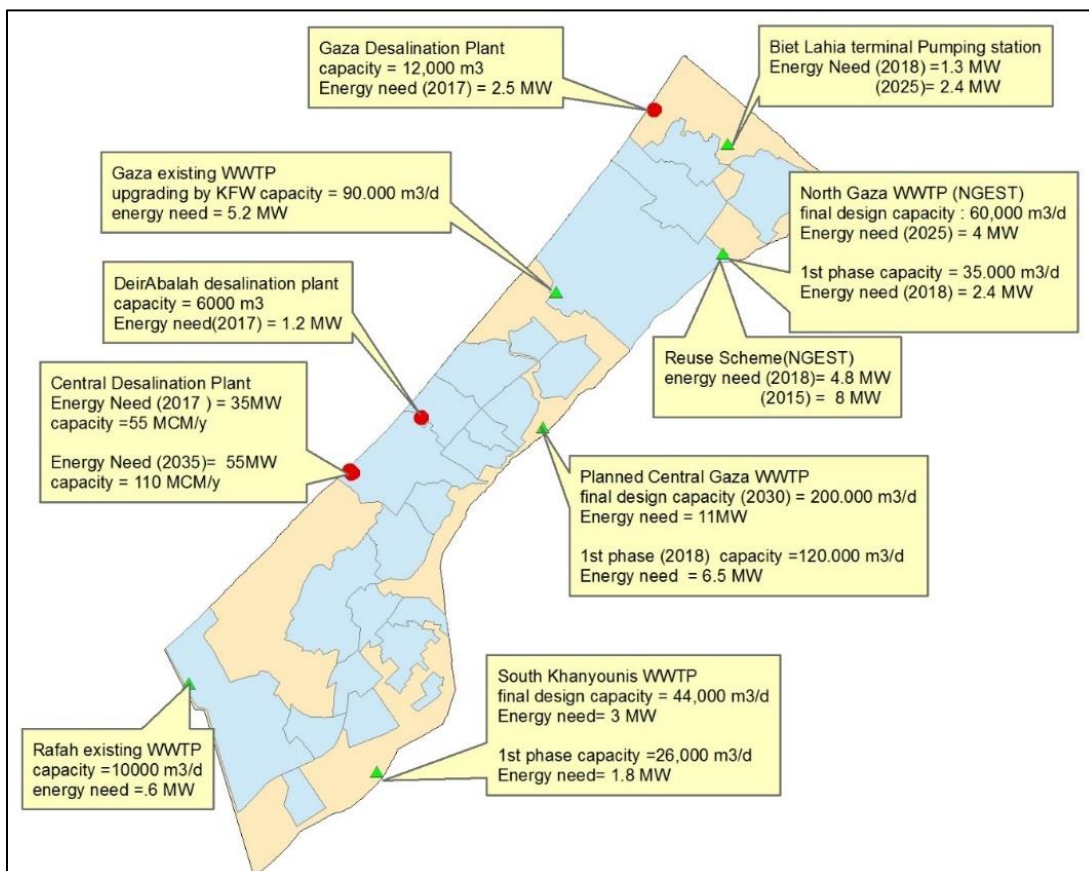 Gaza Desalination Plant
capacity = 12,000 m3
Energy need (2017) = 2.5 MW
Biet Lahia terminal Pumping station
Energy Need (2018) =1.3 MW
(2025)= 2.4 MW
Gaza existing WWTP
upgrading by KFW capacity = 90.000 m3/d
energy need = 5.2 MW
North Gaza WWTP (NGEST)
final design capacity : 60,000 m3/d
Energy need (2025) = 4 MW
1st phase capacity = 35.000 m3/d
Energy need (2018) = 2.4 MW
DeirAbalah desalination plant
capacity = 6000 m3
Energy need(2017) = 1.2 MW
Reuse Scheme(NGEST)
energy need (2018)= 4.8 MW
(2015)= 8 MW
Central Desalination Plant
Energy Need (2017 ) = 35MW
capacity =55 MCM/y
Energy Need (2035)= 55MW
capacity = 110 MCM/y
Planned Central Gaza WWTP
final design capacity (2030) = 200.000 m3/d
Energy need = 11MW
1st phase (2018) capacity =120.000 m3/d
Energy need = 6.5 MW
South Khanyounis WWTP
final design capacity = 44,000 m3/d
Energy need= 3 MW
1st phase capacity =26,000 m3/d
Energy need= 1.8 MW
Rafah existing WWTP
capacity =10000 m3/d
energy need =.6 MW